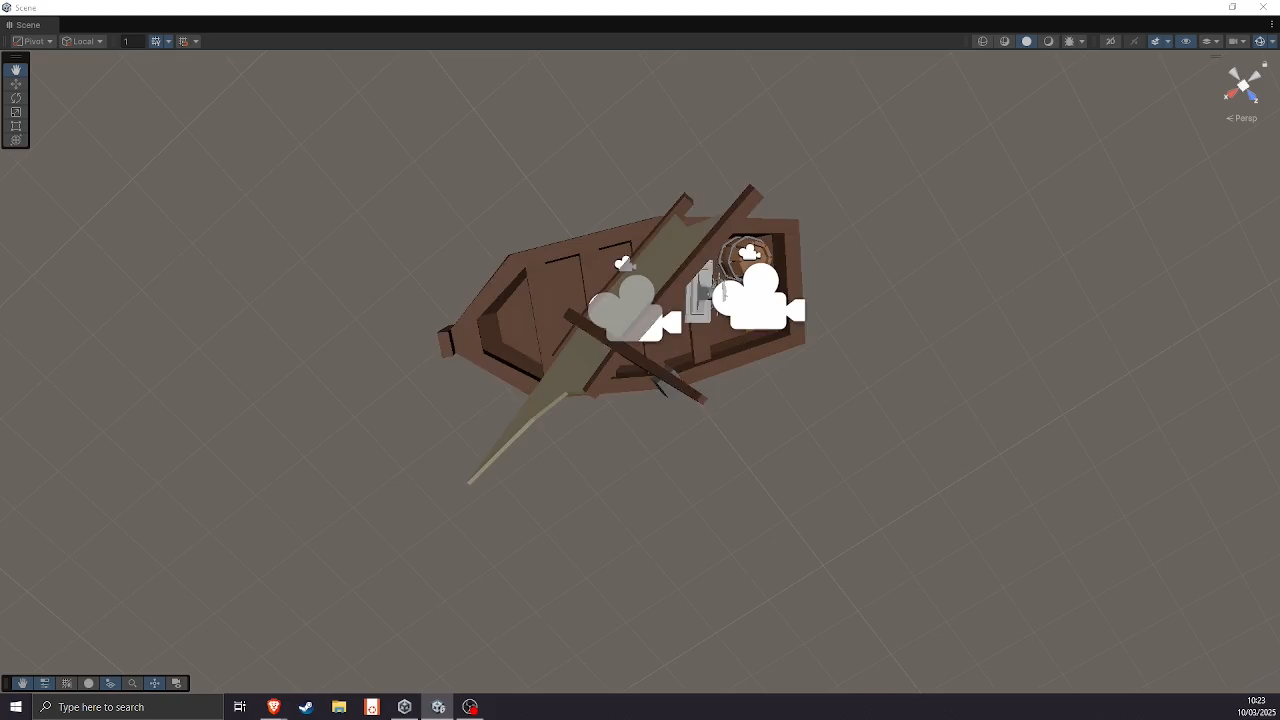 Scene
Scene
Pivot
Local
1
x
z
Persp
Type here to search
10:23
10/03/2025